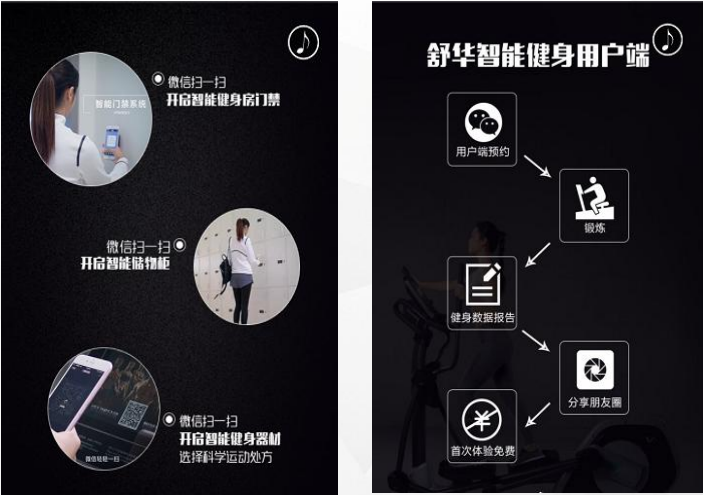 智能门禁系统
微信扫一扫
开启智能健身房门禁
微信扫一扫
开启智能储物柜
微信扫一扫
开启智能健身器材
选择科学运动处方
微信轻轻一扫
舒华智能健身用户端
用户端预约
锻炼
健身数据报告
分享朋友圈
首次体验免费